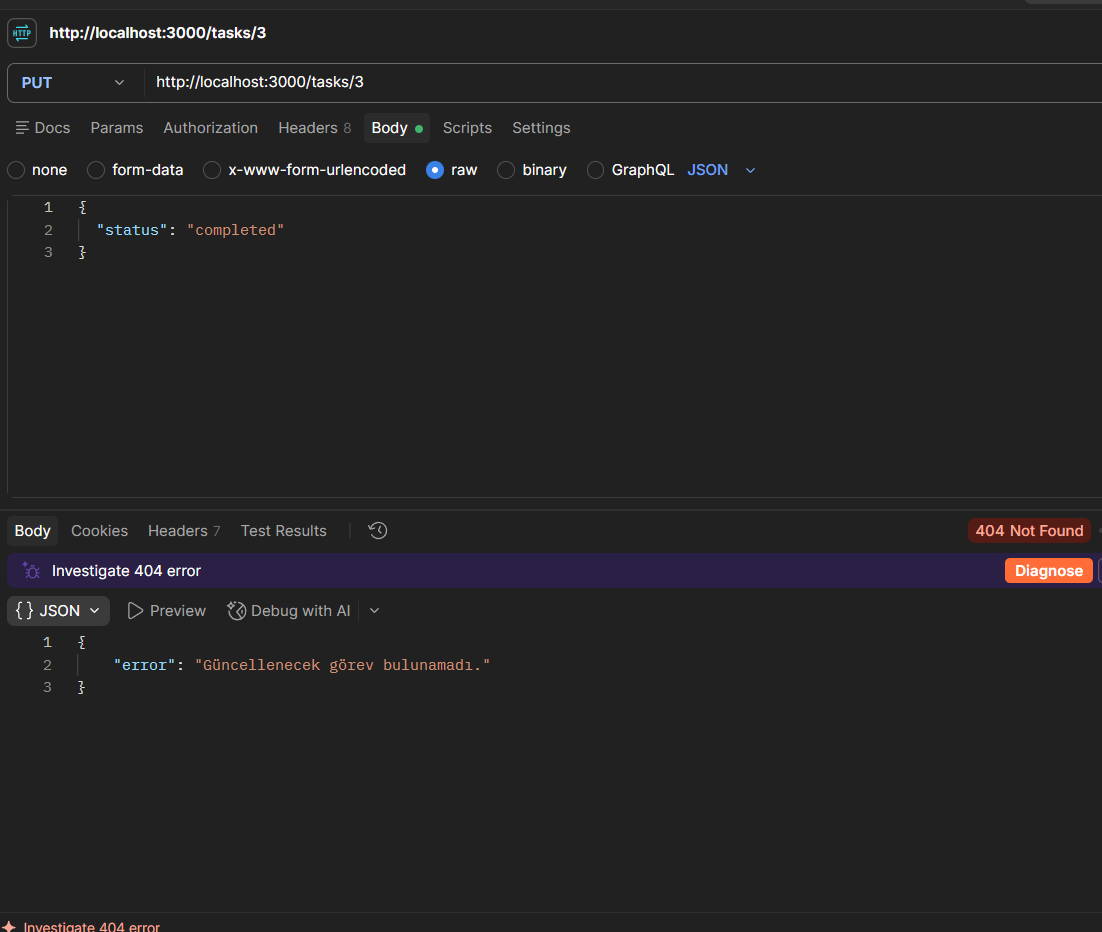 HTTP http://localhost:3000/tasks/3
PUT http://localhost:3000/tasks/3
Docs Params Authorization Headers 8 Body Scripts Settings
none form-data x-www-form-urlencoded raw binary GraphQL JSON
1 {
2 "status": "completed"
3 }
Body Cookies Headers 7 Test Results 404 Not Found
Investigate 404 error Diagnose
{} JSON Preview Debug with AI
1 {
2 "error": "Güncellenecek görev bulunamadı."
3 }
Investigate 404 error